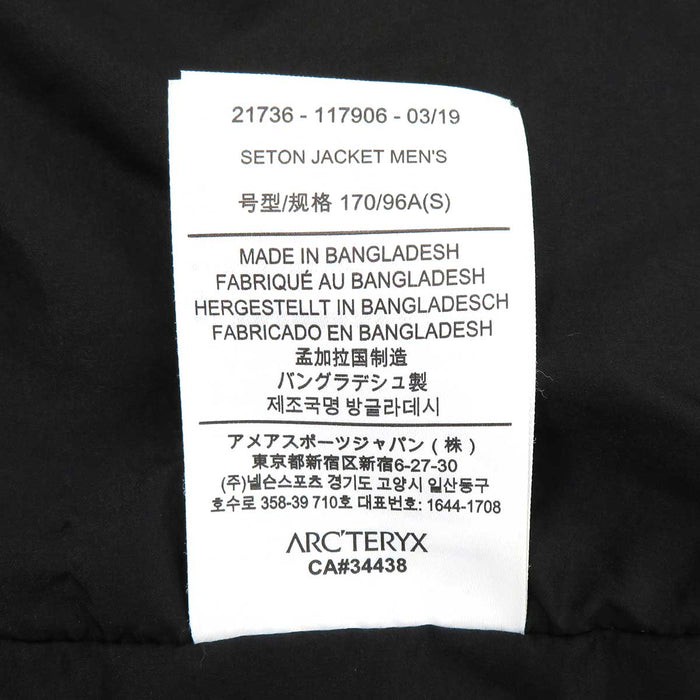 21736 - 117906 - 03/19
SETON JACKET MEN'S
号型/规格 170/96A(S)
MADE IN BANGLADESH
FABRIQUÉ AU BANGLADESH
HERGESTELLT IN BANGLADESCH
FABRICADO EN BANGLADESH
孟加拉国制造
バングラデシュ製
제조국명 방글라데시
アメアスポーツジャパン(株)
東京都新宿区新宿6-27-30
(주)넬슨스포츠 경기도 고양시 일산동구
호수로 358-39 710호 대표번호: 1644-1708
ARC'TERYX
CA#34438